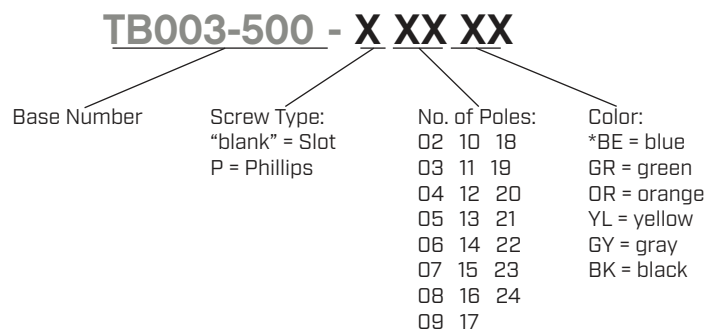 TB003-500 - X XX XX
Base Number
Screw Type:
“blank” = Slot
P = Phillips
No. of Poles:
02 10 18
03 11 19
04 12 20
05 13 21
06 14 22
07 15 23
08 16 24
09 17
Color:
*BE = blue
GR = green
OR = orange
YL = yellow
GY = gray
BK = black